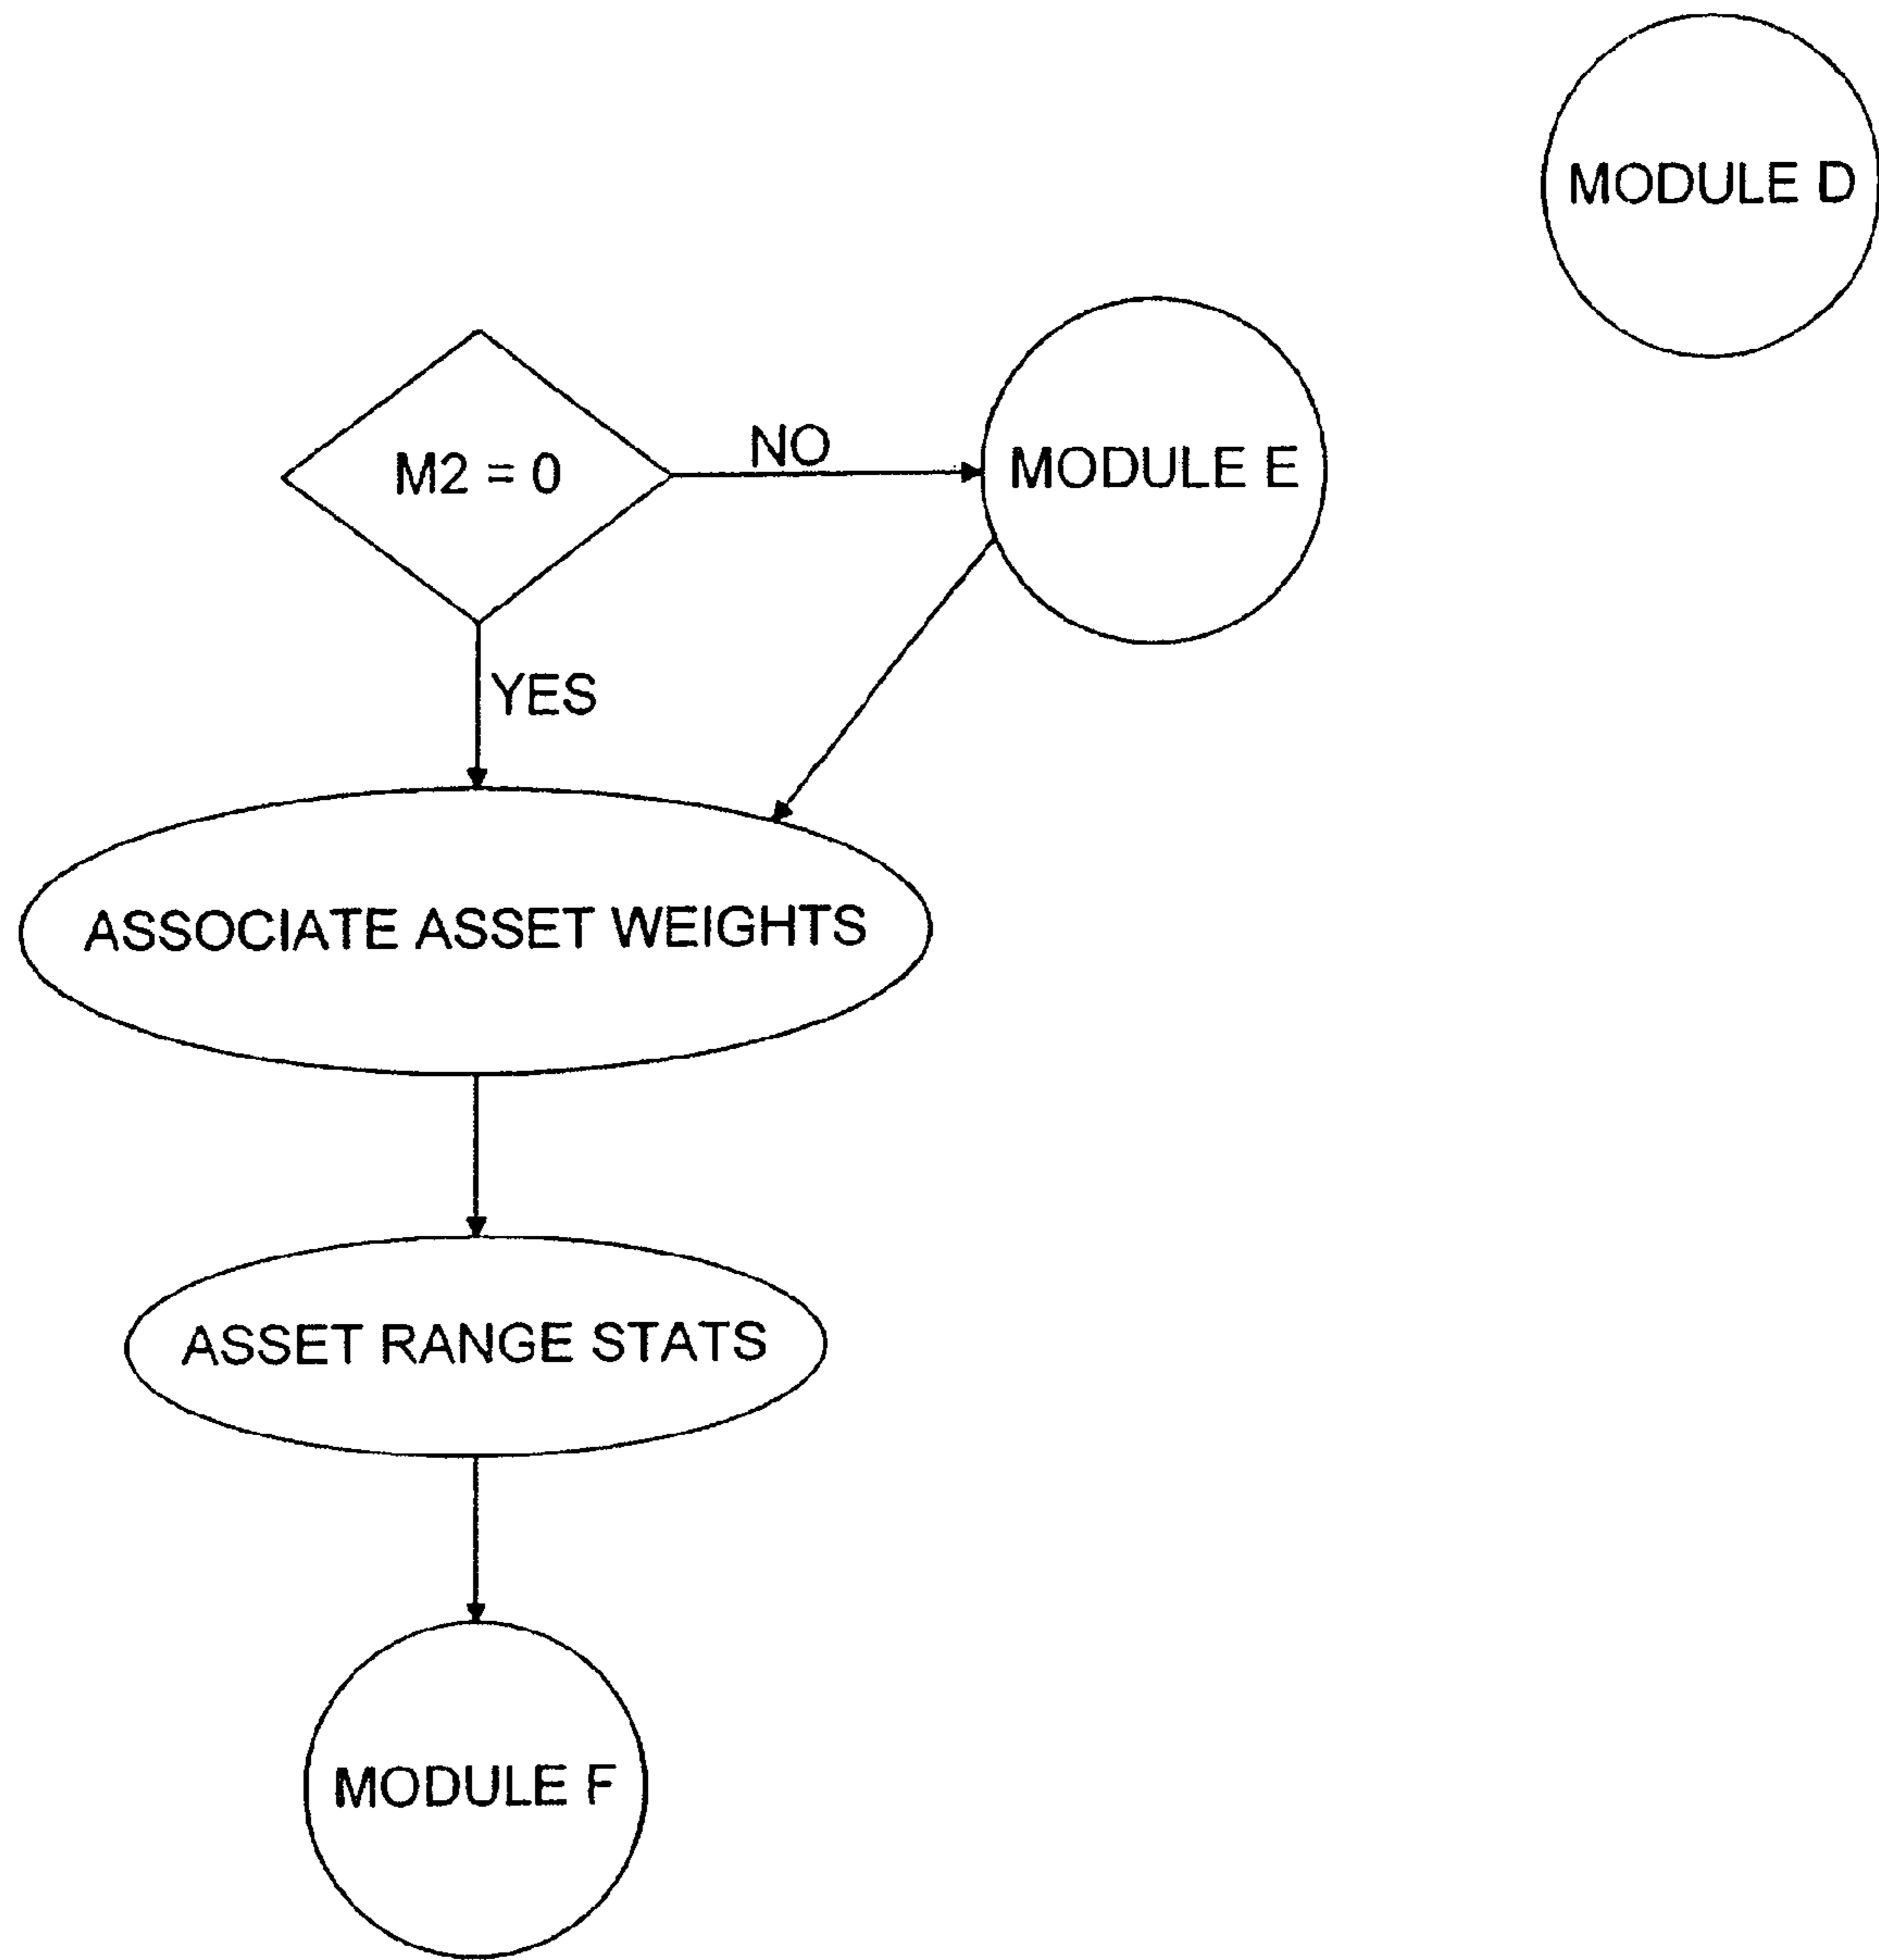 MODULE D
M2 = 0
NO
MODULE E
YES
ASSOCIATE ASSET WEIGHTS
ASSET RANGE STATS
MODULE F